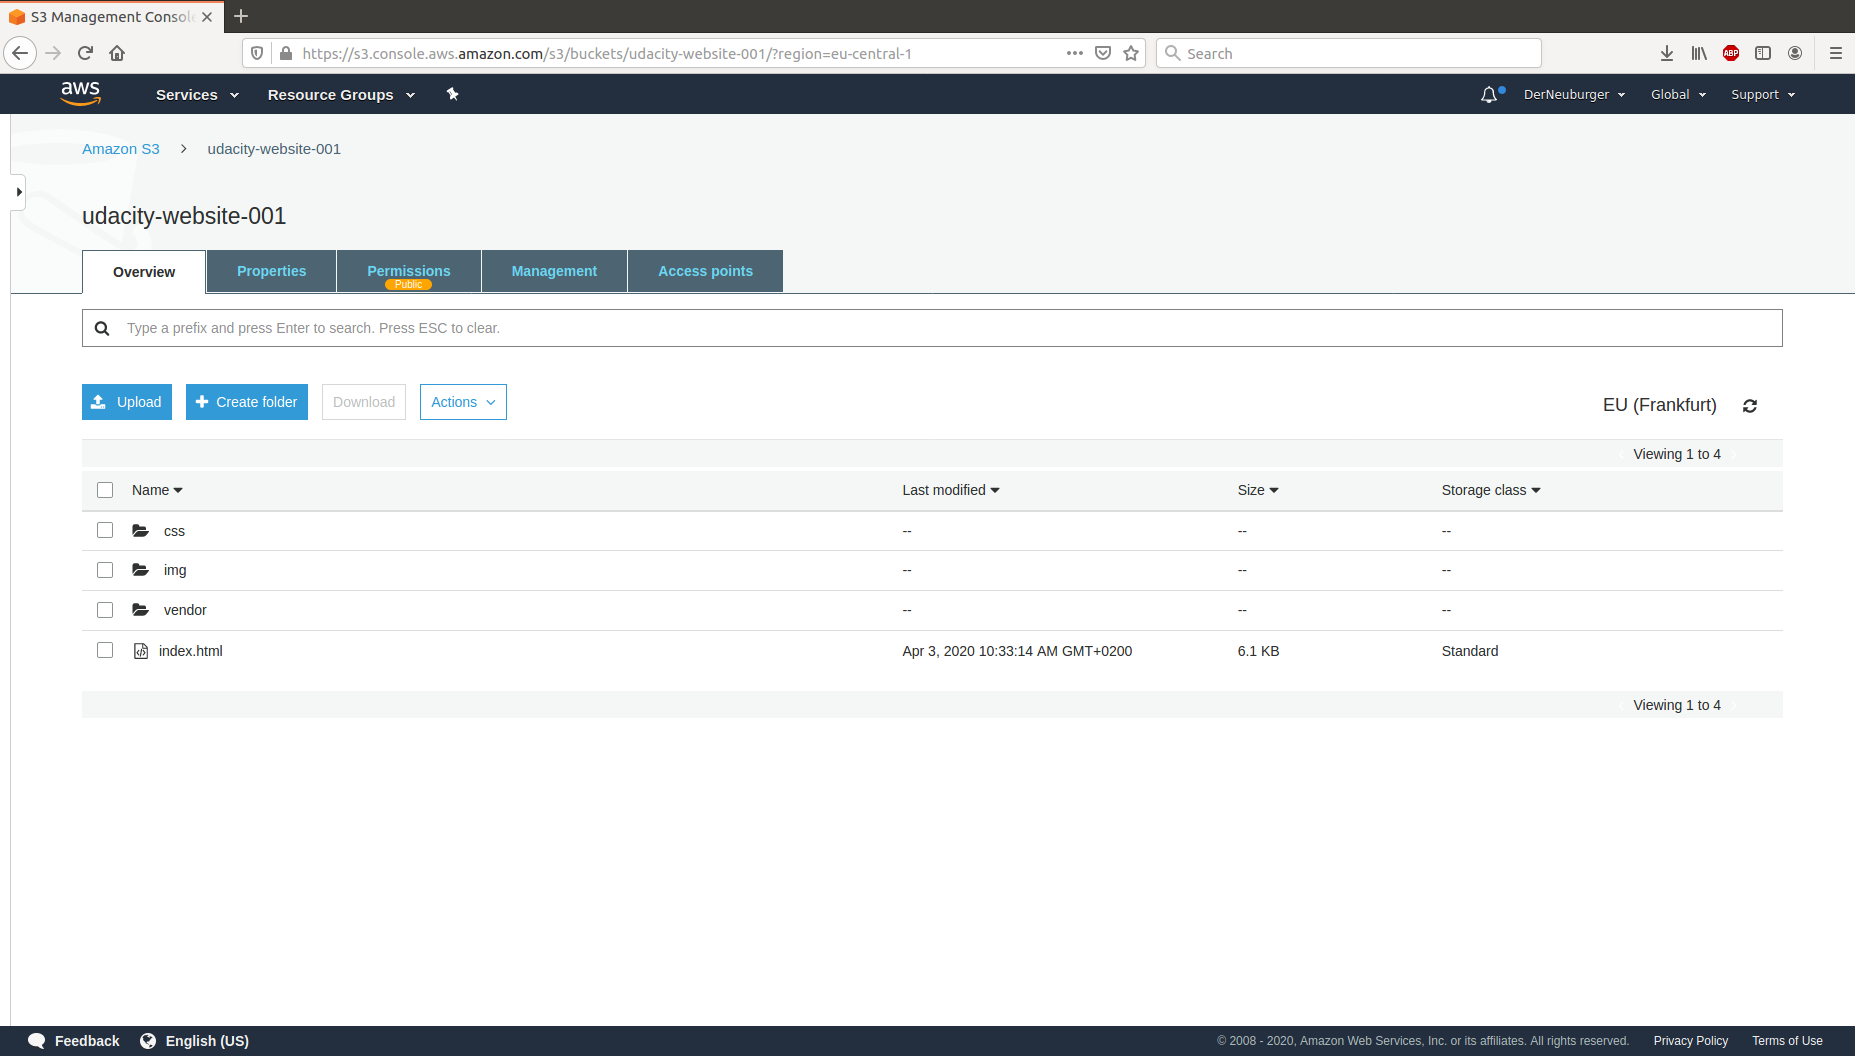 S3 Management Consol
https://s3.console.aws.amazon.com/s3/buckets/udacity-website-001/?region=eu-central-1
Search
ABP
aws
Services
Resource Groups
DerNeuburger
Global
Support
Amazon S3
udacity-website-001
udacity-website-001
Overview
Properties
Permissions
Public
Management
Access points
Type a prefix and press Enter to search. Press ESC to clear.
Upload
Create folder
Download
Actions
EU (Frankfurt)
Viewing 1 to 4
Name Last modified Size Storage class
css -- -- --
img -- -- --
vendor -- -- --
index.html Apr 3, 2020 10:33:14 AM GMT+0200 6.1 KB Standard
Viewing 1 to 4
Feedback
English (US)
© 2008 - 2020, Amazon Web Services, Inc. or its affiliates. All rights reserved.
Privacy Policy
Terms of Use